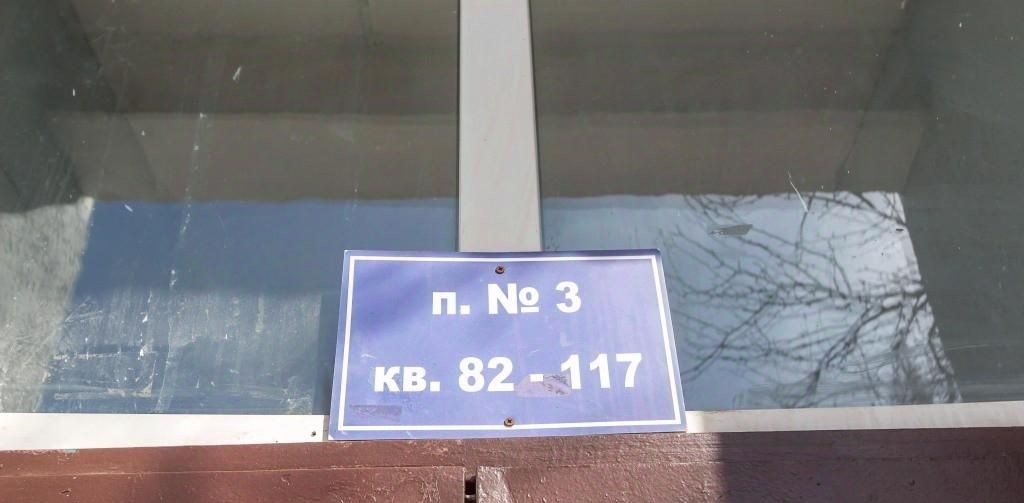 п. № 3
кв. 82 - 117